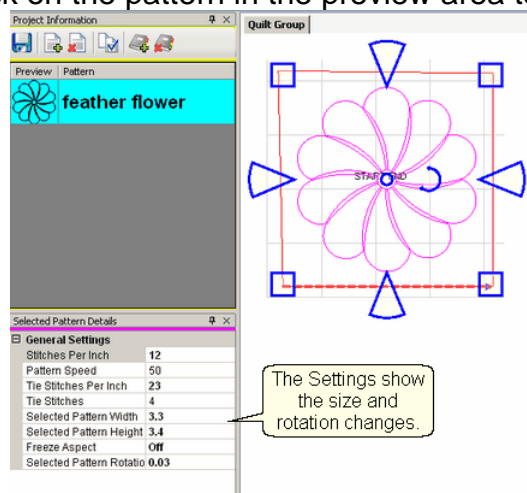 k on the pattern in the preview area t
Project Information
Quilt Group
Preview Pattern
feather flower
START END
Selected Pattern Details
General Settings
Stitches Per Inch 12
Pattern Speed 50
Tie Stitches Per Inch 23
Tie Stitches 4
Selected Pattern Width 3.3
Selected Pattern Height 3.4
Freeze Aspect Off
Selected Pattern Rotatio 0.03
The Settings show
the size and
rotation changes.